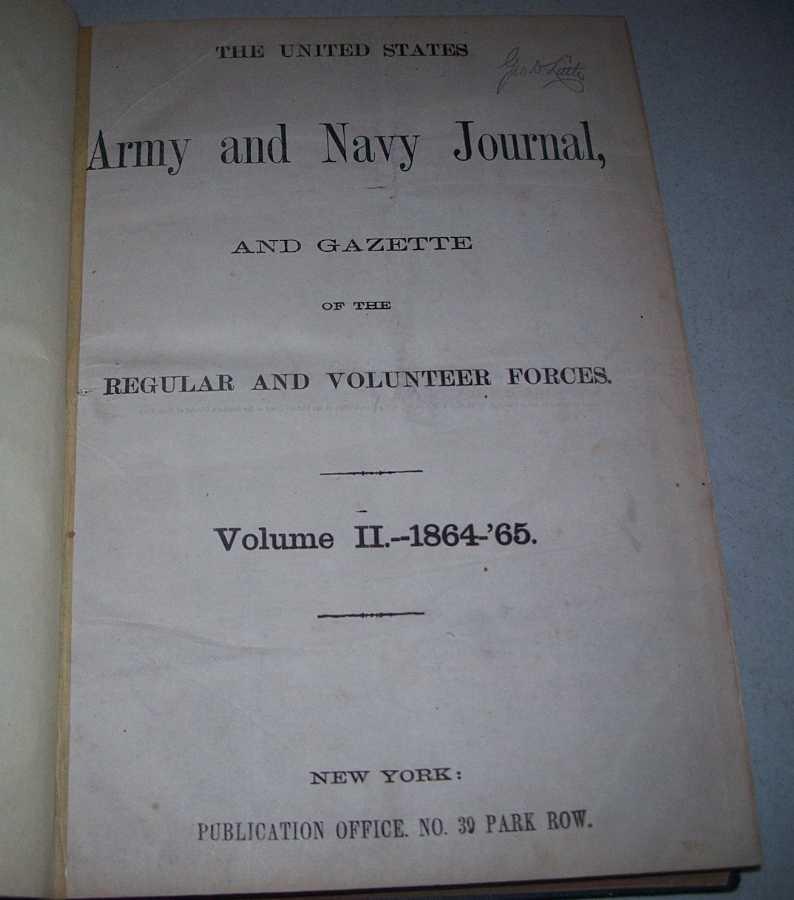 THE UNITED STATES
Army and Navy Journal,
AND GAZETTE
OF THE
REGULAR AND VOLUNTEER FORCES.
Volume II.--1864-'65.
NEW YORK:
PUBLICATION OFFICE. NO. 39 PARK ROW.